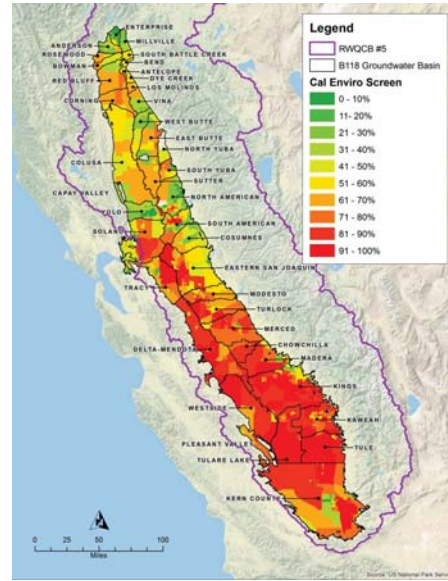 Legend
RWQCB #5
B118 Groundwater Basin
Cal Enviro Screen
0 - 10%
11- 20%
21 - 30%
31 - 40%
41 - 50%
51 - 60%
61 - 70%
71 - 80%
81 - 90%
91 - 100%
ENTERPRISE
MILLVILLE
ANDERSON
ROSEWOOD
SOUTH BATTLE CREEK
BOWMAN
BEND
ANTELOPE
RED BLUFF
DYE CREEK
LOS MOLINOS
CORNING
VINA
WEST BUTTE
EAST BUTTE
NORTH YUBA
COLUSA
SOUTH YUBA
CAPAY VALLEY
SUTTER
NORTH AMERICAN
YOLO
SOUTH AMERICAN
SOLANO
COSUMNES
EASTERN SAN JOAQUIN
TRACY
MODESTO
TURLOCK
MERCED
CHOWCHILLA
DELTA-MENDOTA
MADERA
KINGS
WESTSIDE
KAWEAH
PLEASANT VALLEY
TULE
TULARE LAKE
KERN COUNTY
0 25 50 100
Miles
Source: US National Park Serv